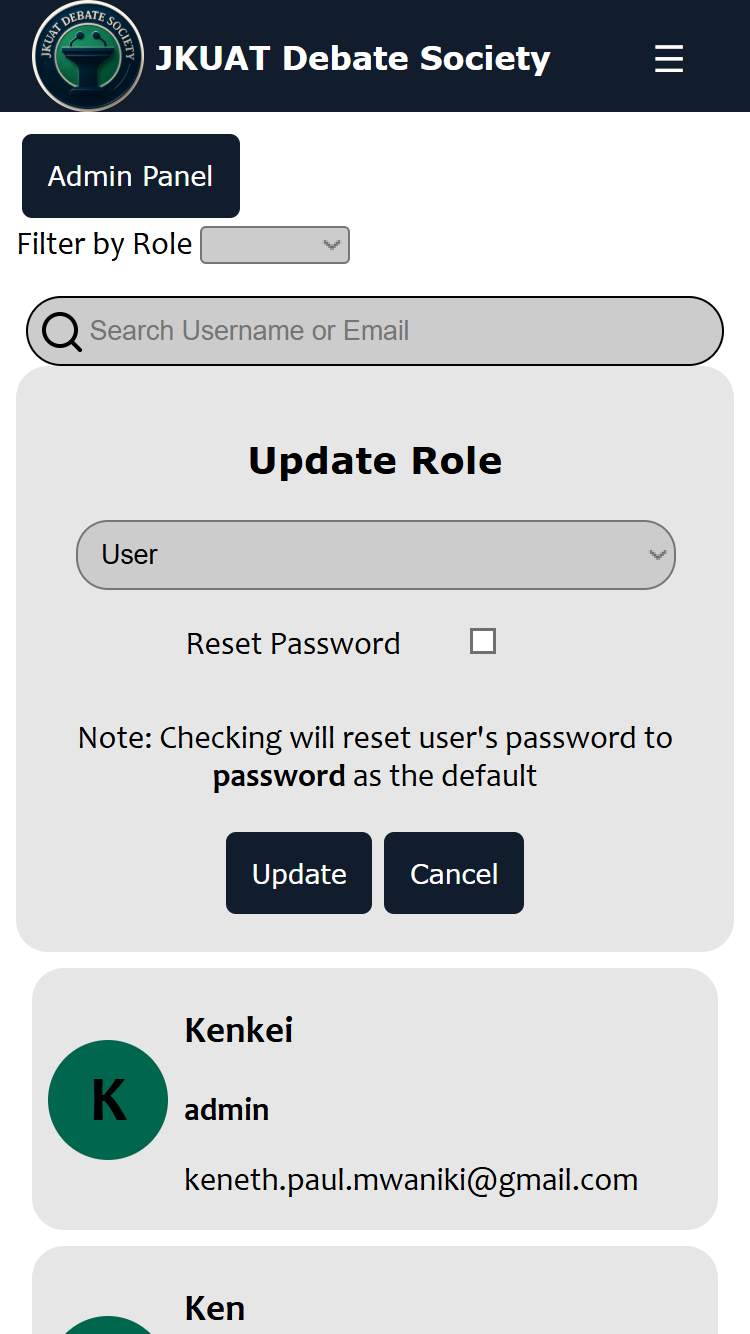 JKUAT DEBATE SOCIETY
JKUAT Debate Society
Admin Panel
Filter by Role
Search Username or Email
Update Role
User
Reset Password
Note: Checking will reset user's password to
password as the default
Update
Cancel
K
Kenkei
admin
keneth.paul.mwaniki@gmail.com
Ken